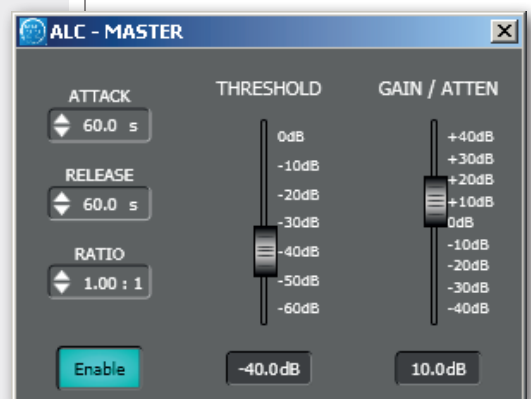 ALC - MASTER
ATTACK
60.0 s
RELEASE
60.0 s
RATIO
1.00 : 1
Enable
THRESHOLD
0dB
-10dB
-20dB
-30dB
-40dB
-50dB
-60dB
-40.0dB
GAIN / ATTEN
+40dB
+30dB
+20dB
+10dB
0dB
-10dB
-20dB
-30dB
-40dB
10.0dB